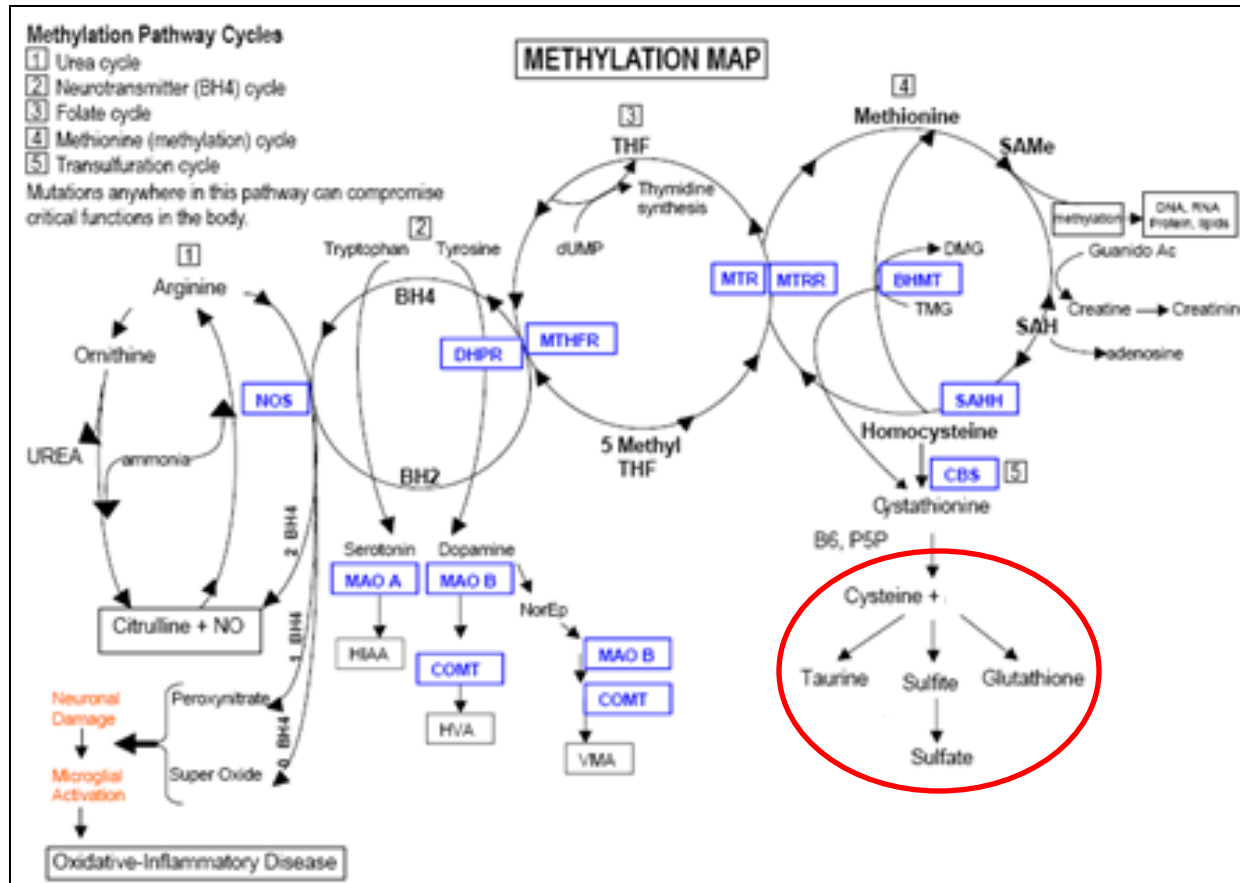 Methylation Pathway Cycles
1 Urea cycle
2 Neurotransmitter (BH4) cycle
3 Folate cycle
4 Methionine (methylation) cycle
5 Transulfuration cycle
Mutations anywhere in this pathway can compromise
critical functions in the body.
METHYLATION MAP
1
Arginine
Ornithine
UREA
ammonia
NOS
Citrulline + NO
2
Tryptophan
Tyrosine
BH4
DHPR
MTHFR
BH2
2 BH4
1 BH4
0 BH4
Serotonin
MAO A
HIAA
Dopamine
MAO B
COMT
HVA
NorEp
MAO B
COMT
VMA
Neuronal
Damage
Microglial
Activation
Peroxynitrate
Super Oxide
Oxidative-Inflammatory Disease
3
THF
Thymidine
synthesis
dUMP
5 Methyl
THF
MTR
MTRR
4
Methionine
SAMe
methylation
DNA, RNA
Protein, lipids
Guanido Ac
Creatine
Creatinin
SAH
adenosine
DMG
BHMT
TMG
SAHH
Homocysteine
CBS
5
Cystathionine
B6, P5P
Cysteine + .
Taurine
Sulfite
Glutathione
Sulfate